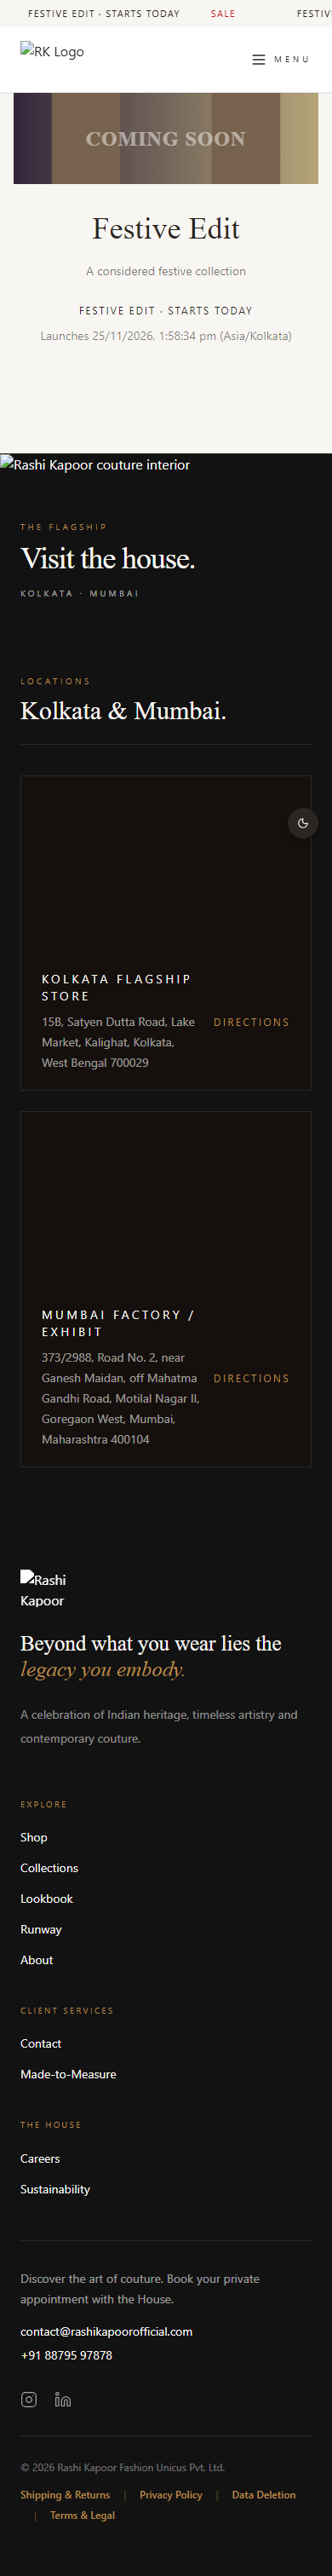 FESTIVE EDIT · STARTS TODAY SALE FESTIVE
RK Logo
MENU
COMING SOON
Festive Edit
A considered festive collection
FESTIVE EDIT · STARTS TODAY
Launches 25/11/2026, 1:58:34 pm (Asia/Kolkata)
Rashi Kapoor couture interior
THE FLAGSHIP
Visit the house.
KOLKATA · MUMBAI
LOCATIONS
Kolkata & Mumbai.
KOLKATA FLAGSHIP
STORE
15B, Satyen Dutta Road, Lake
Market, Kalighat, Kolkata,
West Bengal 700029
DIRECTIONS
MUMBAI FACTORY /
EXHIBIT
373/2988, Road No. 2, near
Ganesh Maidan, off Mahatma
Gandhi Road, Motilal Nagar II,
Goregaon West, Mumbai,
Maharashtra 400104
DIRECTIONS
Rashi
Kapoor
Beyond what you wear lies the
legacy you embody.
A celebration of Indian heritage, timeless artistry and
contemporary couture.
EXPLORE
Shop
Collections
Lookbook
Runway
About
CLIENT SERVICES
Contact
Made-to-Measure
THE HOUSE
Careers
Sustainability
Discover the art of couture. Book your private
appointment with the House.
contact@rashikapoorofficial.com
+91 88795 97878
© 2026 Rashi Kapoor Fashion Unicus Pvt. Ltd.
Shipping & Returns | Privacy Policy | Data Deletion
| Terms & Legal